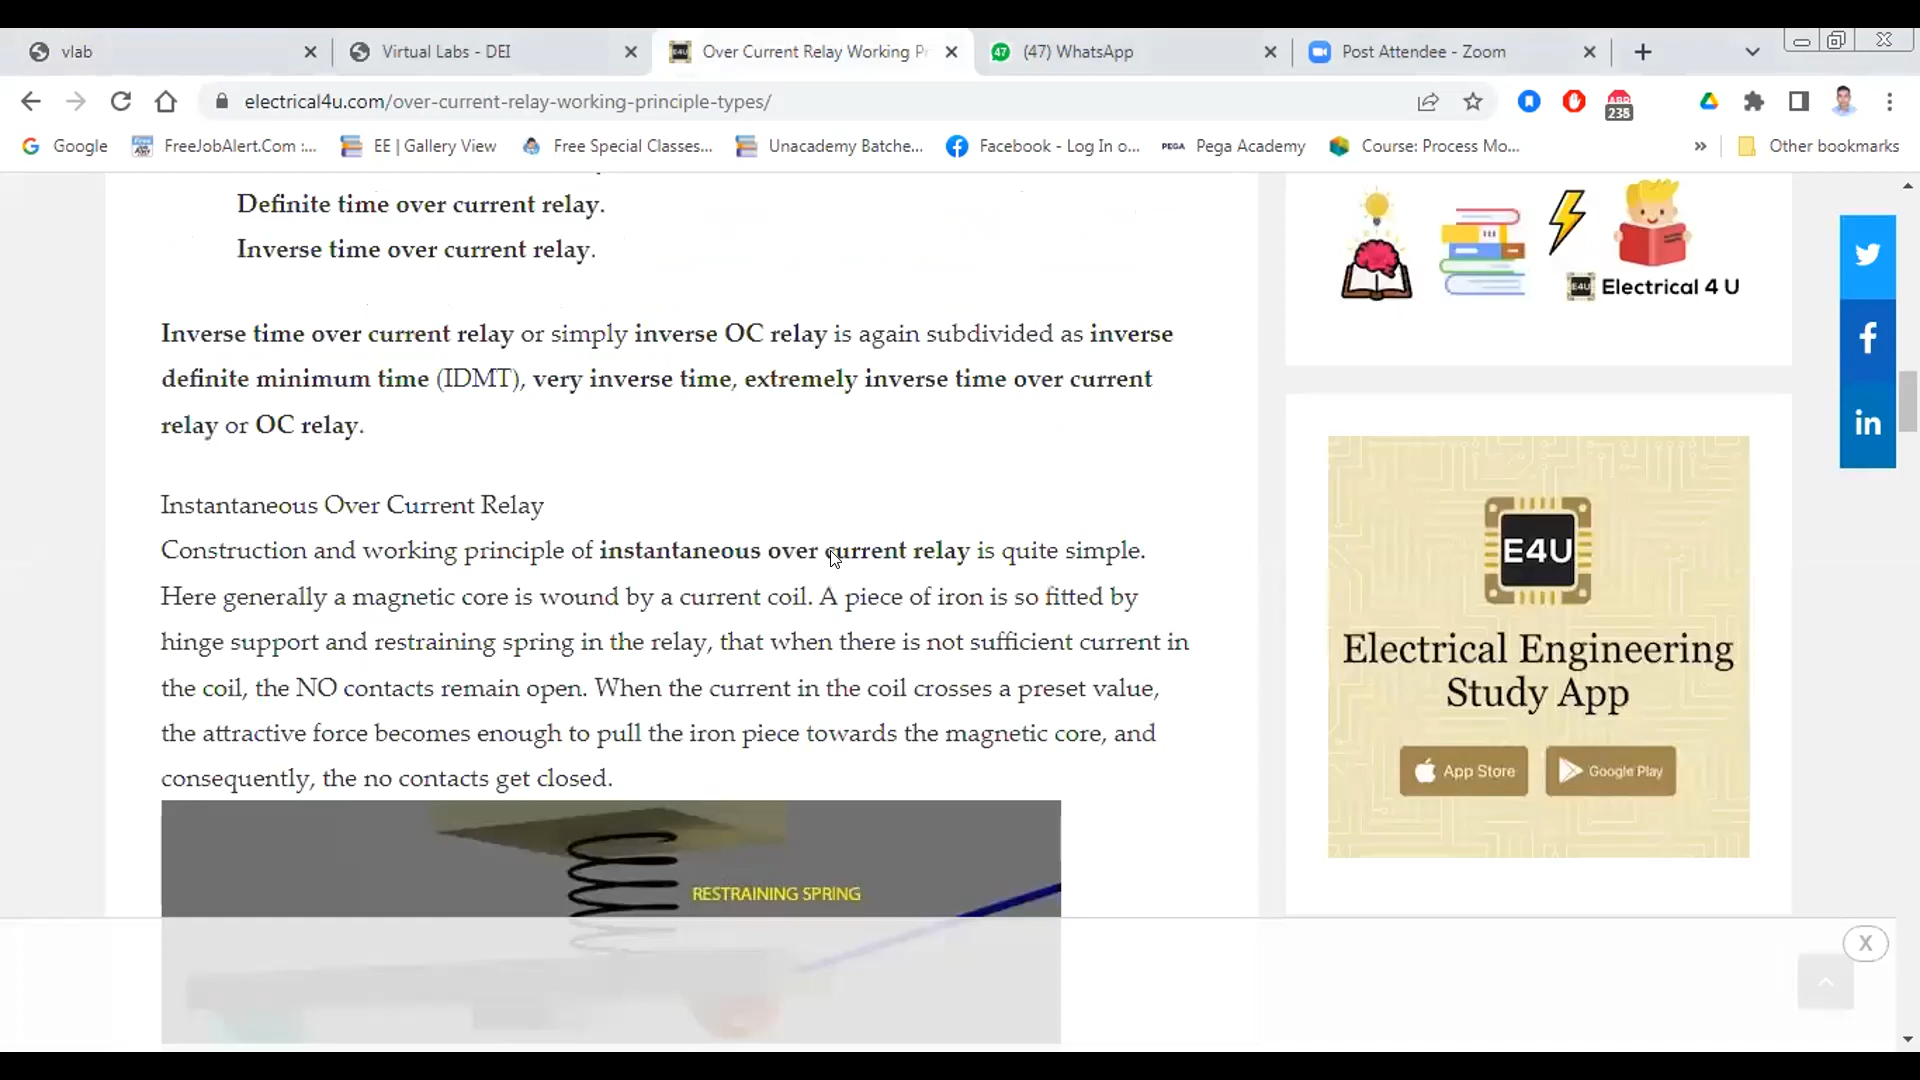 vlab
Virtual Labs - DEI
Over Current Relay Working Pr
47
(47) WhatsApp
Post Attendee - Zoom
electrical4u.com/over-current-relay-working-principle-types/
235
Google
FreeJobAlert.Com :...
EE | Gallery View
Free Special Classes...
Unacademy Batche...
Facebook - Log In o...
PEGA
Pega Academy
Course: Process Mo...
»
Other bookmarks
Definite time over current relay.
Inverse time over current relay.
Inverse time over current relay or simply inverse OC relay is again subdivided as inverse
definite minimum time (IDMT), very inverse time, extremely inverse time over current
relay or OC relay.
Instantaneous Over Current Relay
Construction and working principle of instantaneous over current relay is quite simple.
Here generally a magnetic core is wound by a current coil. A piece of iron is so fitted by
hinge support and restraining spring in the relay, that when there is not sufficient current in
the coil, the NO contacts remain open. When the current in the coil crosses a preset value,
the attractive force becomes enough to pull the iron piece towards the magnetic core, and
consequently, the no contacts get closed.
RESTRAINING SPRING
E4U
Electrical 4 U
E4U
Electrical Engineering
Study App
App Store
Google Play
in
X